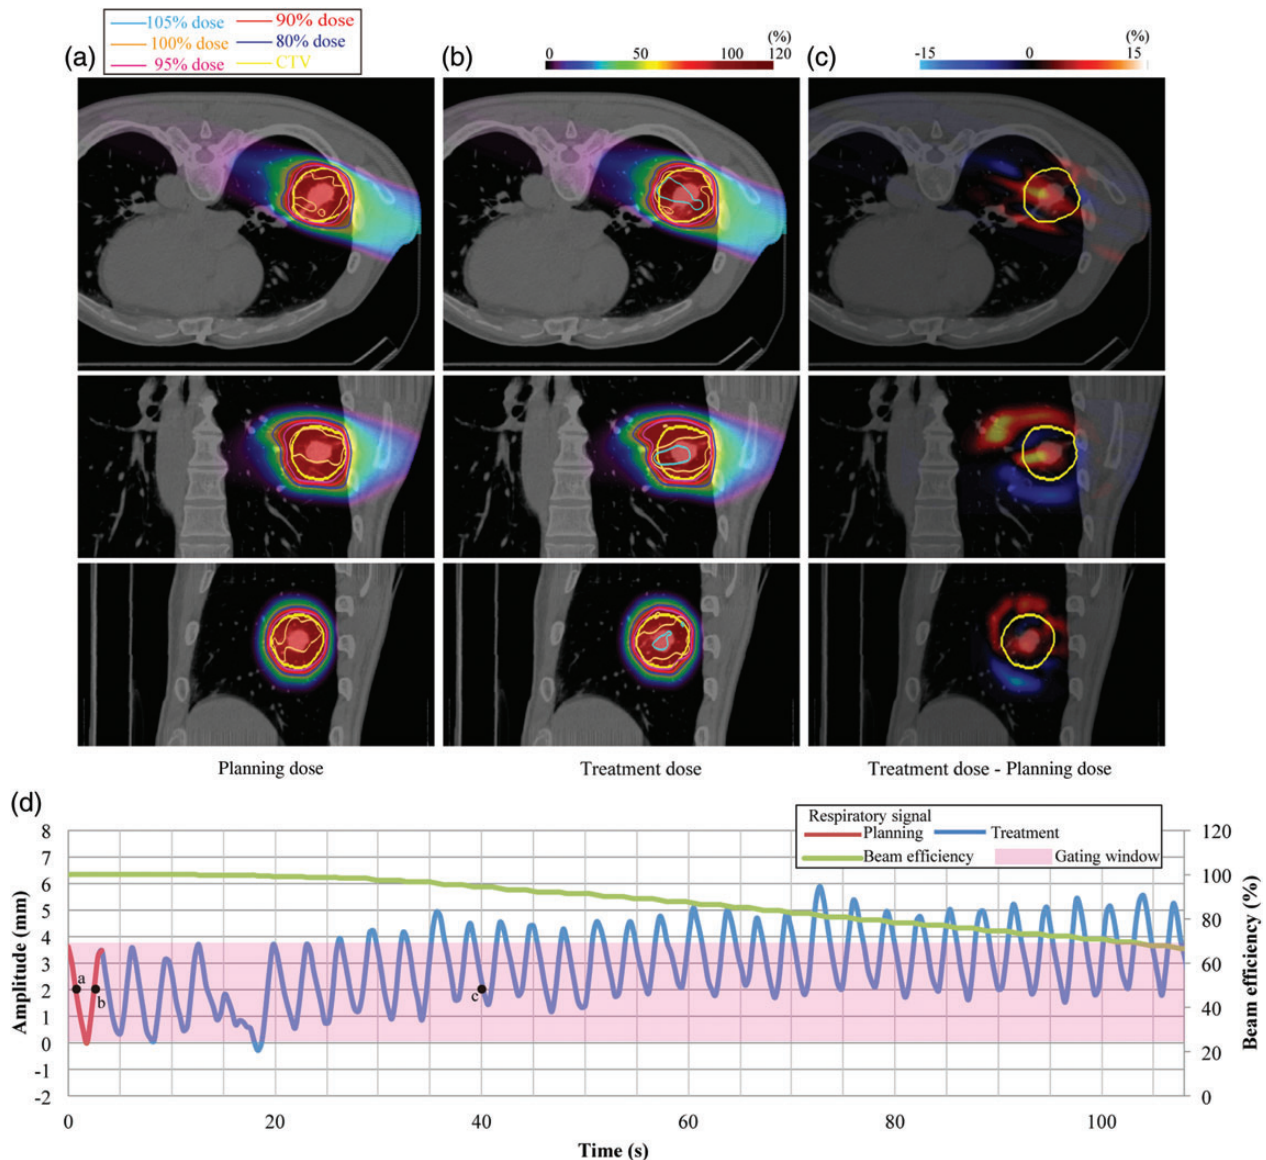 105% dose
90% dose
100% dose
80% dose
95% dose
CTV
(a)
(b)
(%)
0
50
100
120
(c)
(%)
-15
0
15
Planning dose
Treatment dose
Treatment dose - Planning dose
(d)
Respiratory signal
Planning
Treatment
Beam efficiency
Gating window
Amplitude (mm)
8
7
6
5
4
3
2
1
0
-1
-2
a
b
c
120
100
80
60
40
20
0
Beam efficiency (%)
0
20
40
60
80
100
Time (s)